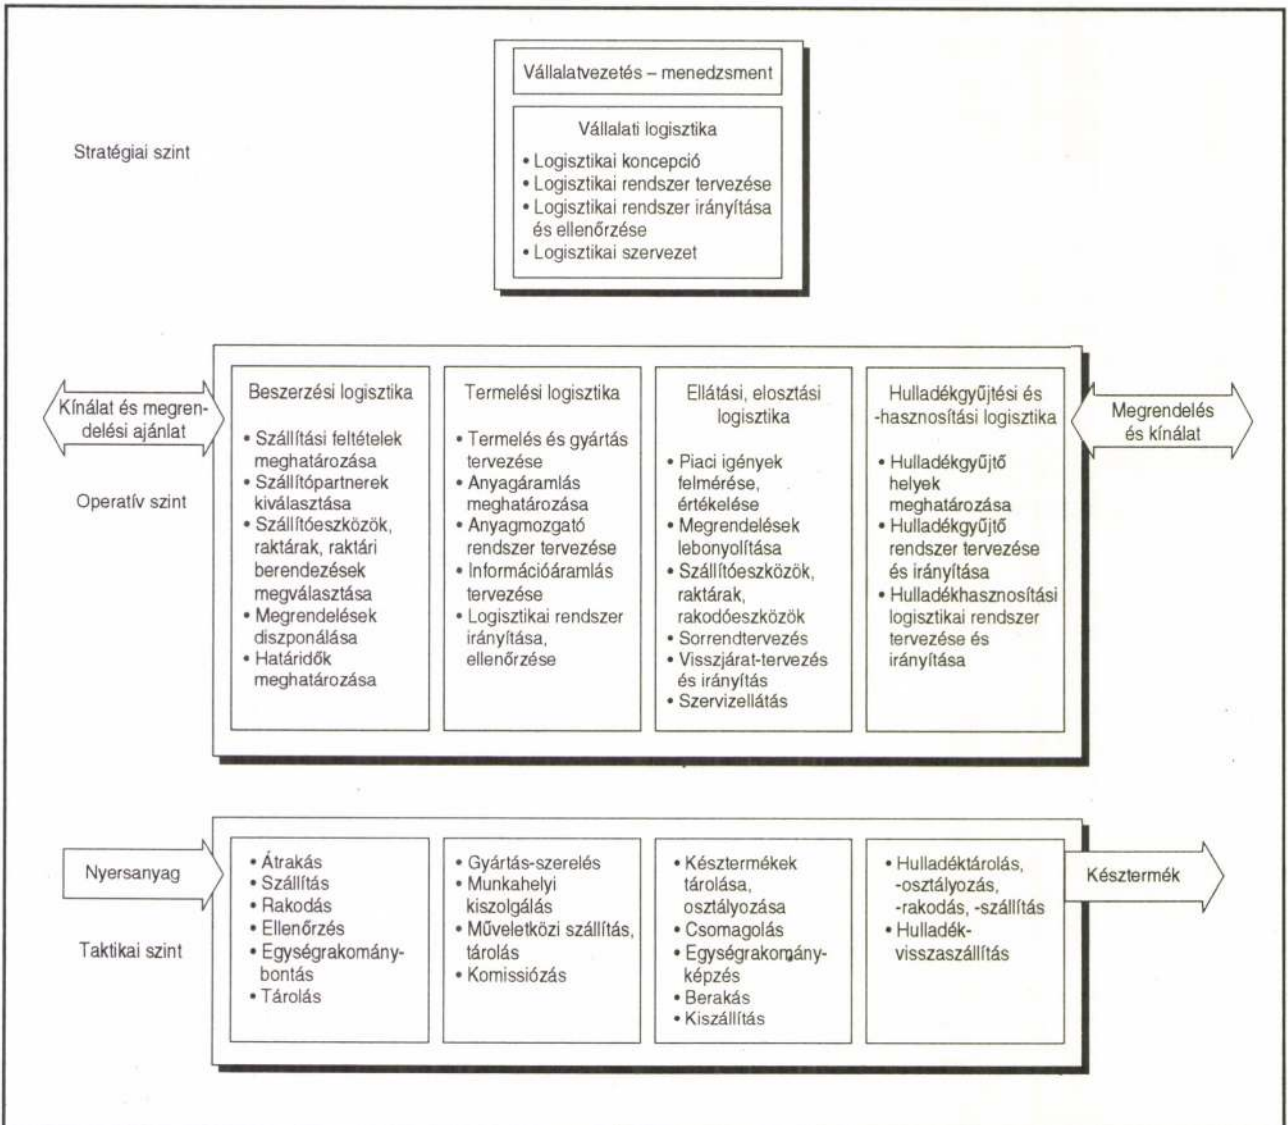 Vállalatvezetés – menedzsment
Vállalati logisztika
• Logisztikai koncepció
• Logisztikai rendszer tervezése
• Logisztikai rendszer irányítása
és ellenőrzése
• Logisztikai szervezet
Stratégiai szint
Kínálat és megren-
delési ajánlat
Operatív szint
Beszerzési logisztika
• Szállítási feltételek
meghatározása
• Szállítópartnerek
kiválasztása
• Szállítóeszközök,
raktárak, raktári
berendezések
megválasztása
• Megrendelések
diszponálása
• Határidők
meghatározása
Termelési logisztika
• Termelés és gyártás
tervezése
• Anyagáramlás
meghatározása
• Anyagmozgató
rendszer tervezése
• Információáramlás
tervezése
• Logisztikai rendszer
irányítása,
ellenőrzése
Ellátási, elosztási
logisztika
• Piaci igények
felmérése,
értékelése
• Megrendelések
lebonyolítása
• Szállítóeszközök,
raktárak,
rakodóeszközök
• Sorrendtervezés
• Visszjárat-tervezés
és irányítás
• Szervizellátás
Hulladékgyűjtési és
-hasznosítási logisztika
• Hulladékgyűjtő
helyek
meghatározása
• Hulladékgyűjtő
rendszer tervezése
és irányítása
• Hulladékhasznosítási
logisztikai rendszer
tervezése és
irányítása
Megrendelés
és kínálat
Nyersanyag
Taktikai szint
• Átrakás
• Szállítás
• Rakodás
• Ellenőrzés
• Egységrakomány-
bontás
• Tárolás
• Gyártás-szerelés
• Munkahelyi
kiszolgálás
• Műveletközi szállítás,
tárolás
• Komissiózás
• Késztermékek
tárolása,
osztályozása
• Csomagolás
• Egységrakomány-
képzés
• Berakás
• Kiszállítás
• Hulladéktárolás,
-osztályozás,
-rakodás, -szállítás
• Hulladék-
visszaszállítás
Késztermék